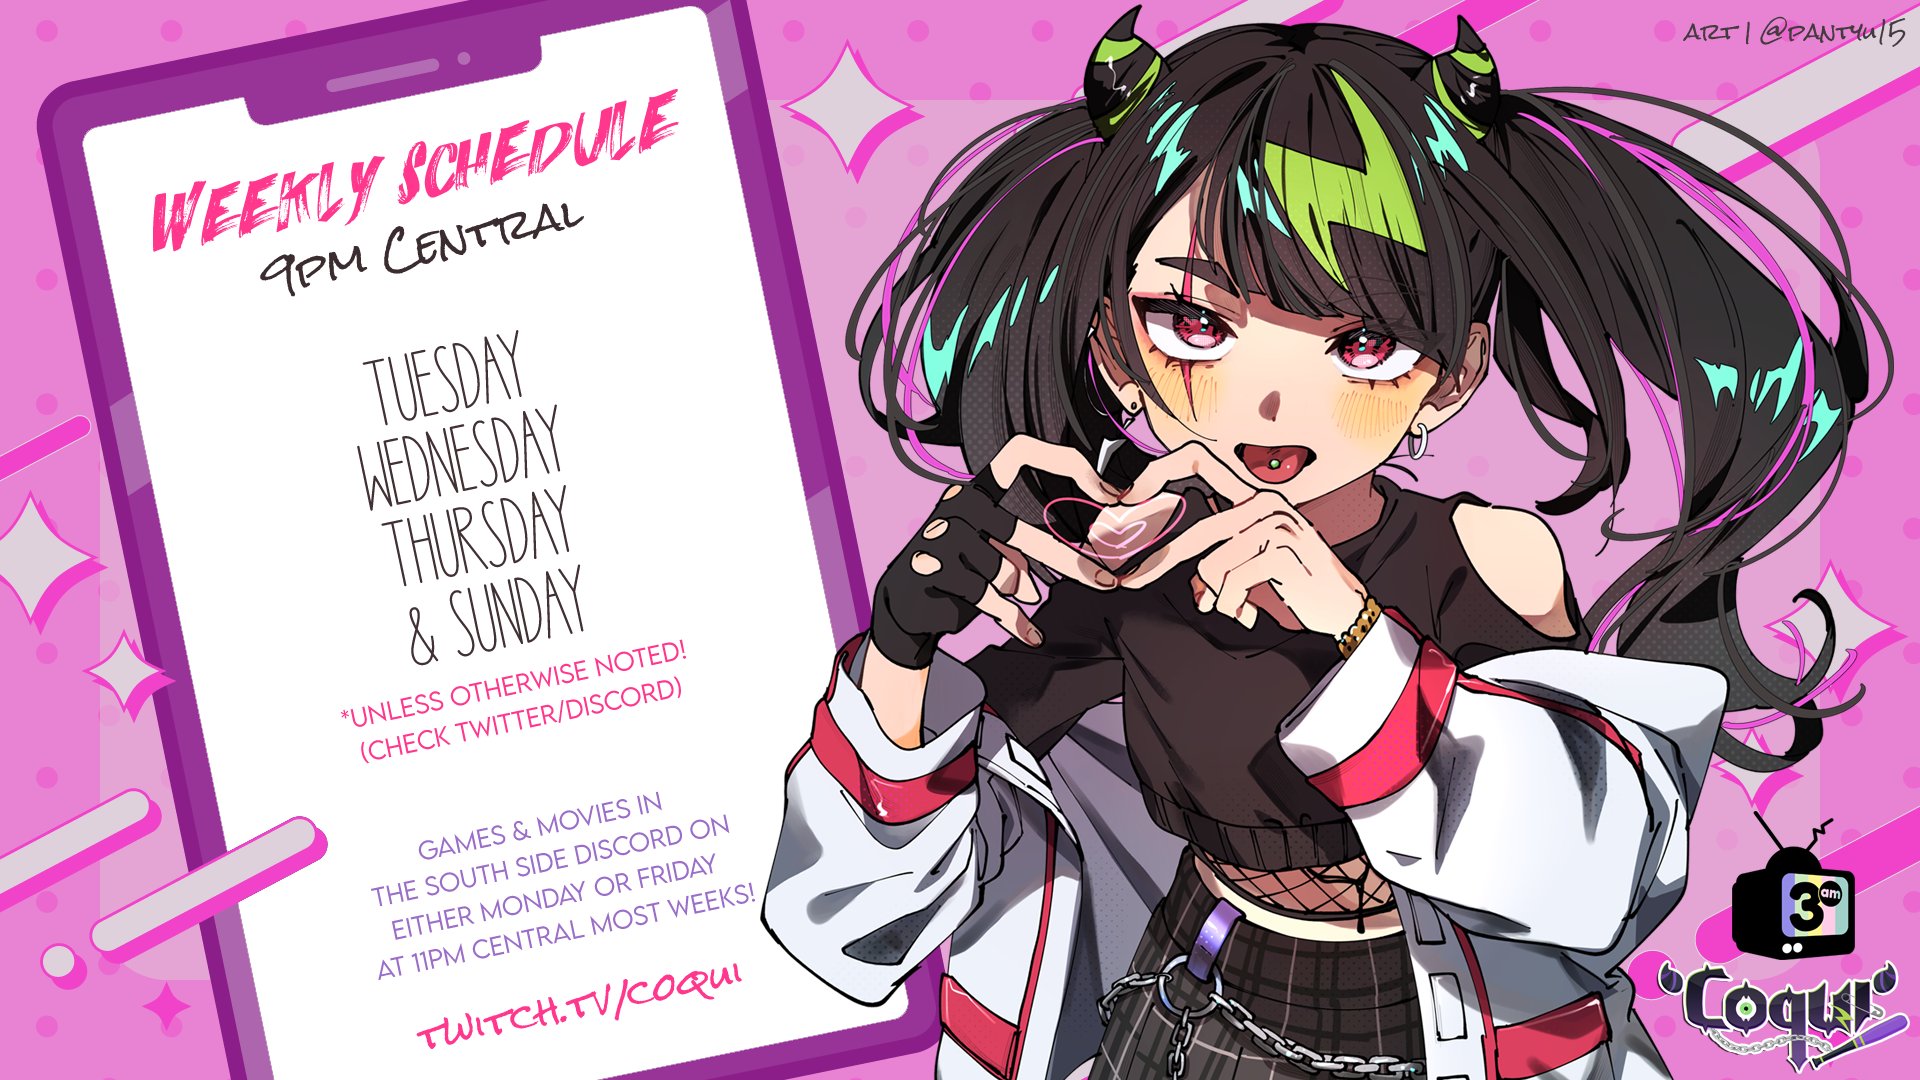 ART | @PANTYU15
WEEKLY SCHEDULE
9PM CENTRAL
TUESDAY
WEDNESDAY
THURSDAY
& SUNDAY
*UNLESS OTHERWISE NOTED!
(CHECK TWITTER/DISCORD)
GAMES & MOVIES IN
THE SOUTH SIDE DISCORD ON
EITHER MONDAY OR FRIDAY
AT 11PM CENTRAL MOST WEEKS!
TWITCH.TV/COQUI
3am
Coqui